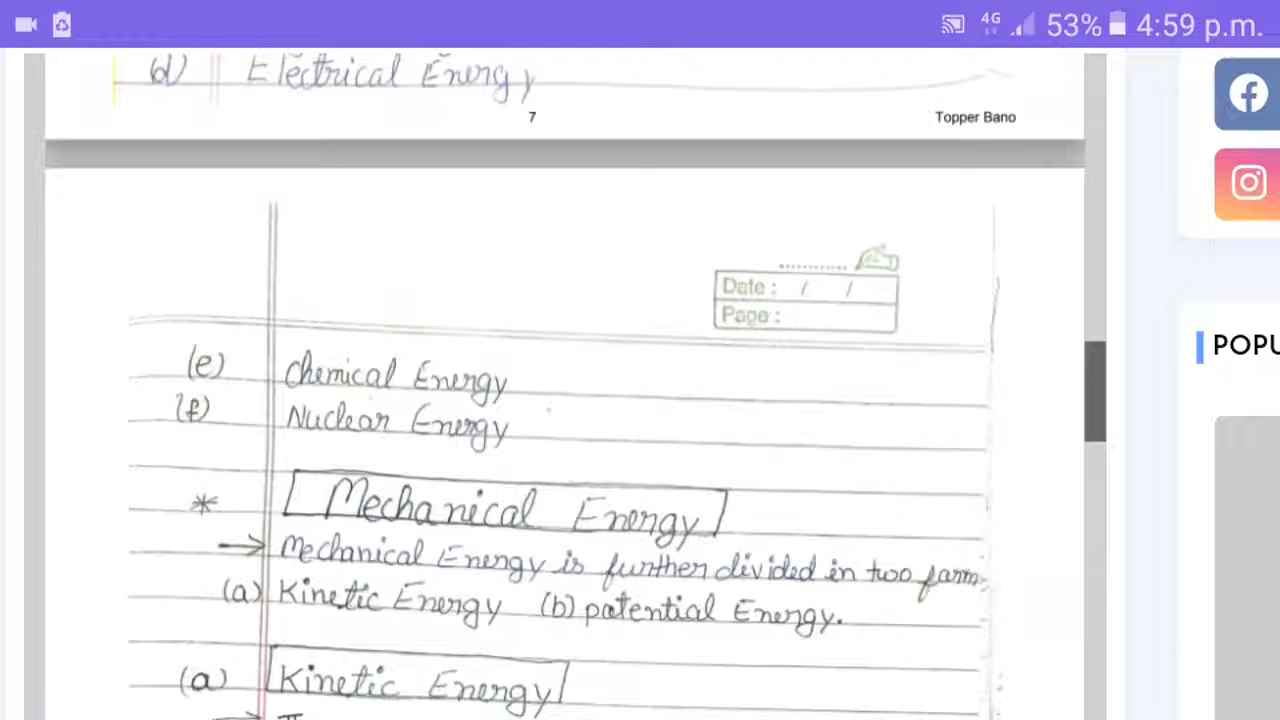 4G 53% 4:59 p.m.
d) Electrical Energy
7 Topper Bano
Date : / /
Page :
(e) Chemical Energy
(f) Nuclear Energy
* Mechanical Energy
→ Mechanical Energy is further divided in two form
(a) Kinetic Energy (b) potential Energy.
(a) Kinetic Energy
POPU